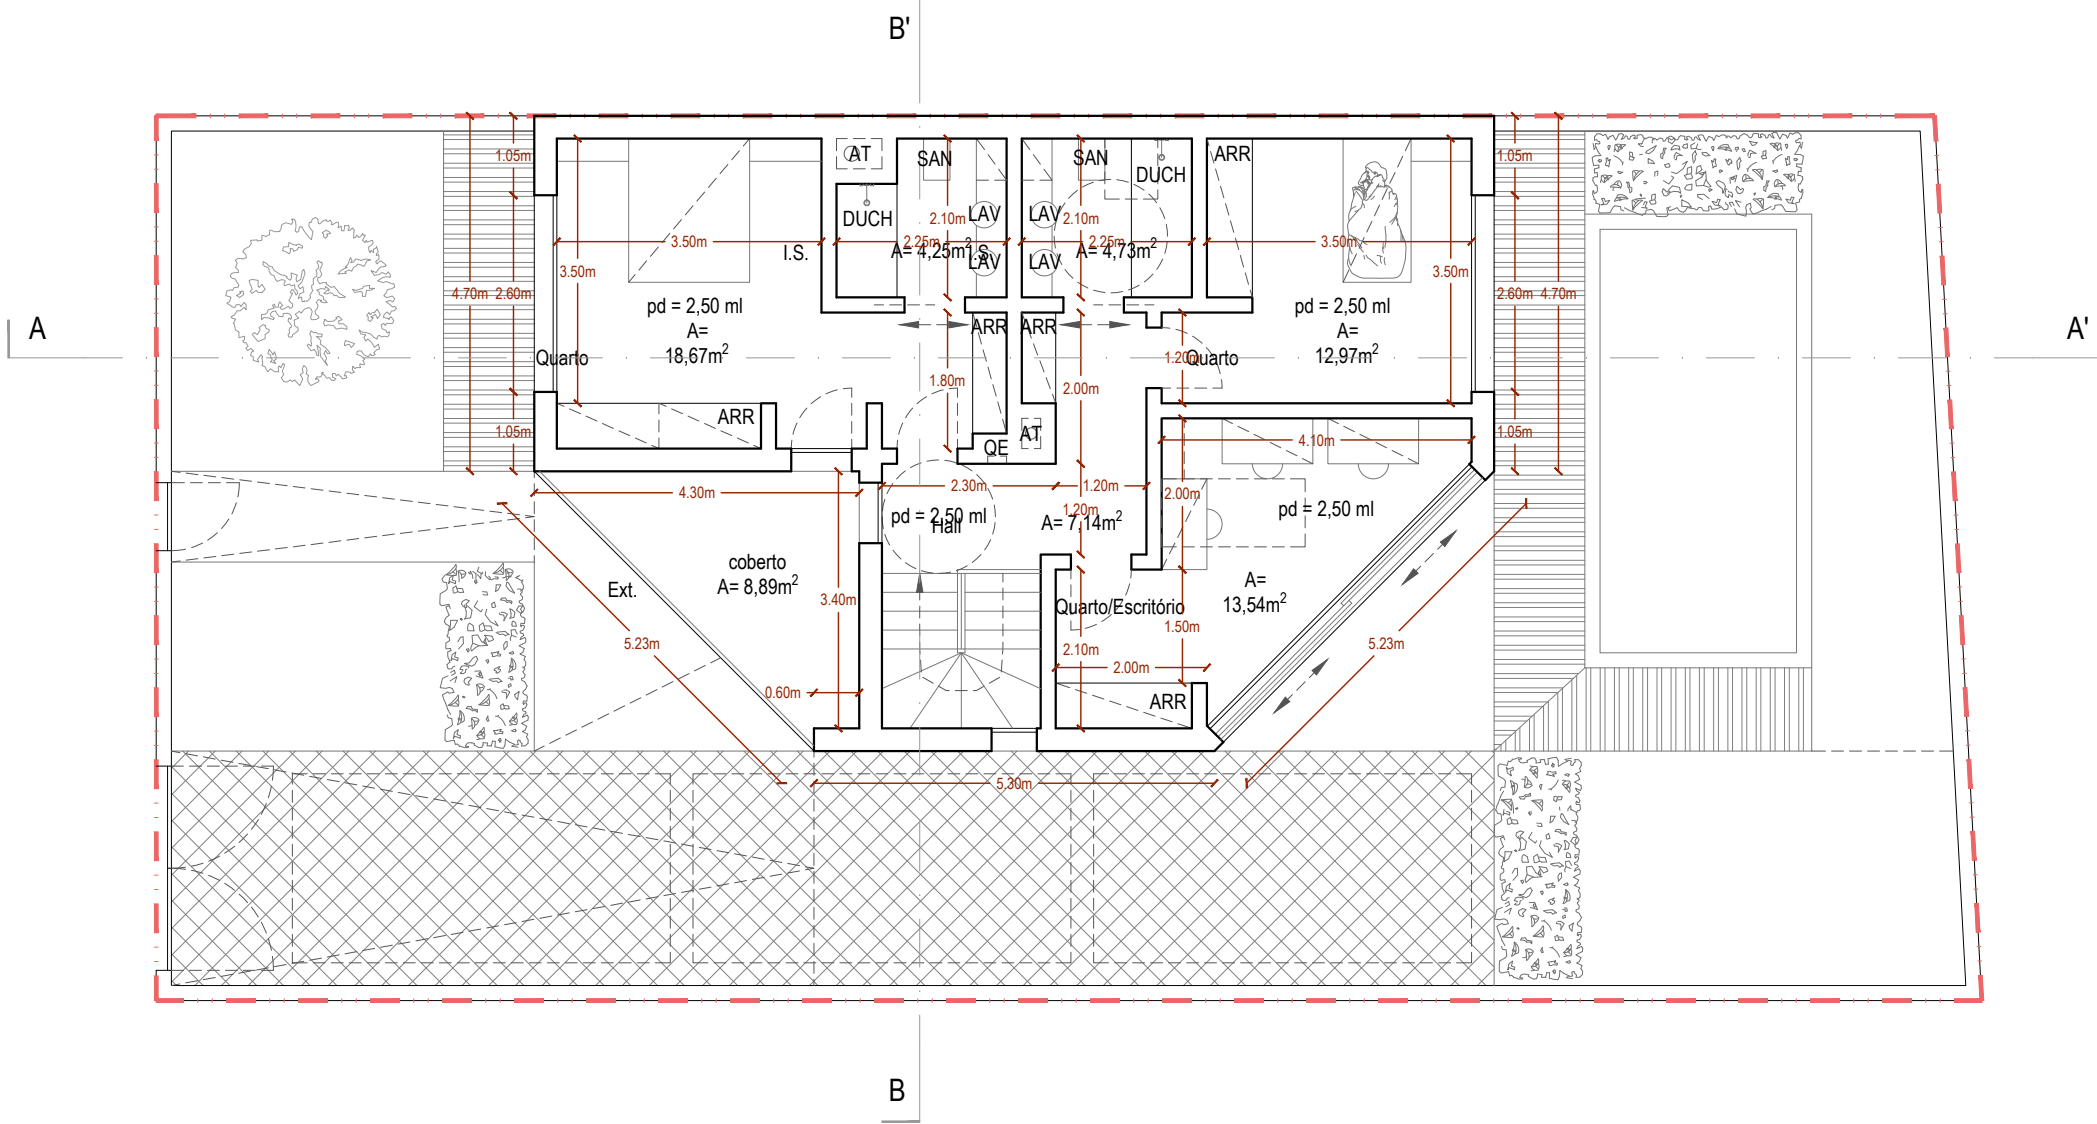 B'
1.05m
AT
SAN
SAN
ARR
1.05m
DUCH
DUCH
2.10m
LAV
LAV
2.10m
3.50m
I.S.
2.25m
A= 4,25m²
I.S.
2.25m
A= 4,73m²
3.50m
LAV
LAV
3.50m
3.50m
4.70m
2.60m
2.60m
4.70m
pd = 2,50 ml
A=
18,67m²
pd = 2,50 ml
A=
12,97m²
A
A'
ARR
ARR
Quarto
1.20m
Quarto
1.80m
2.00m
ARR
1.05m
AT
QE
4.10m
1.05m
4.30m
2.30m
1.20m
2.00m
pd = 2,50 ml
Hall
1.20m
A= 7,14m²
pd = 2,50 ml
coberto
A= 8,89m²
Ext.
3.40m
A=
13,54m²
Quarto/Escritório
1.50m
5.23m
2.10m
5.23m
2.00m
0.60m
ARR
5.30m
B